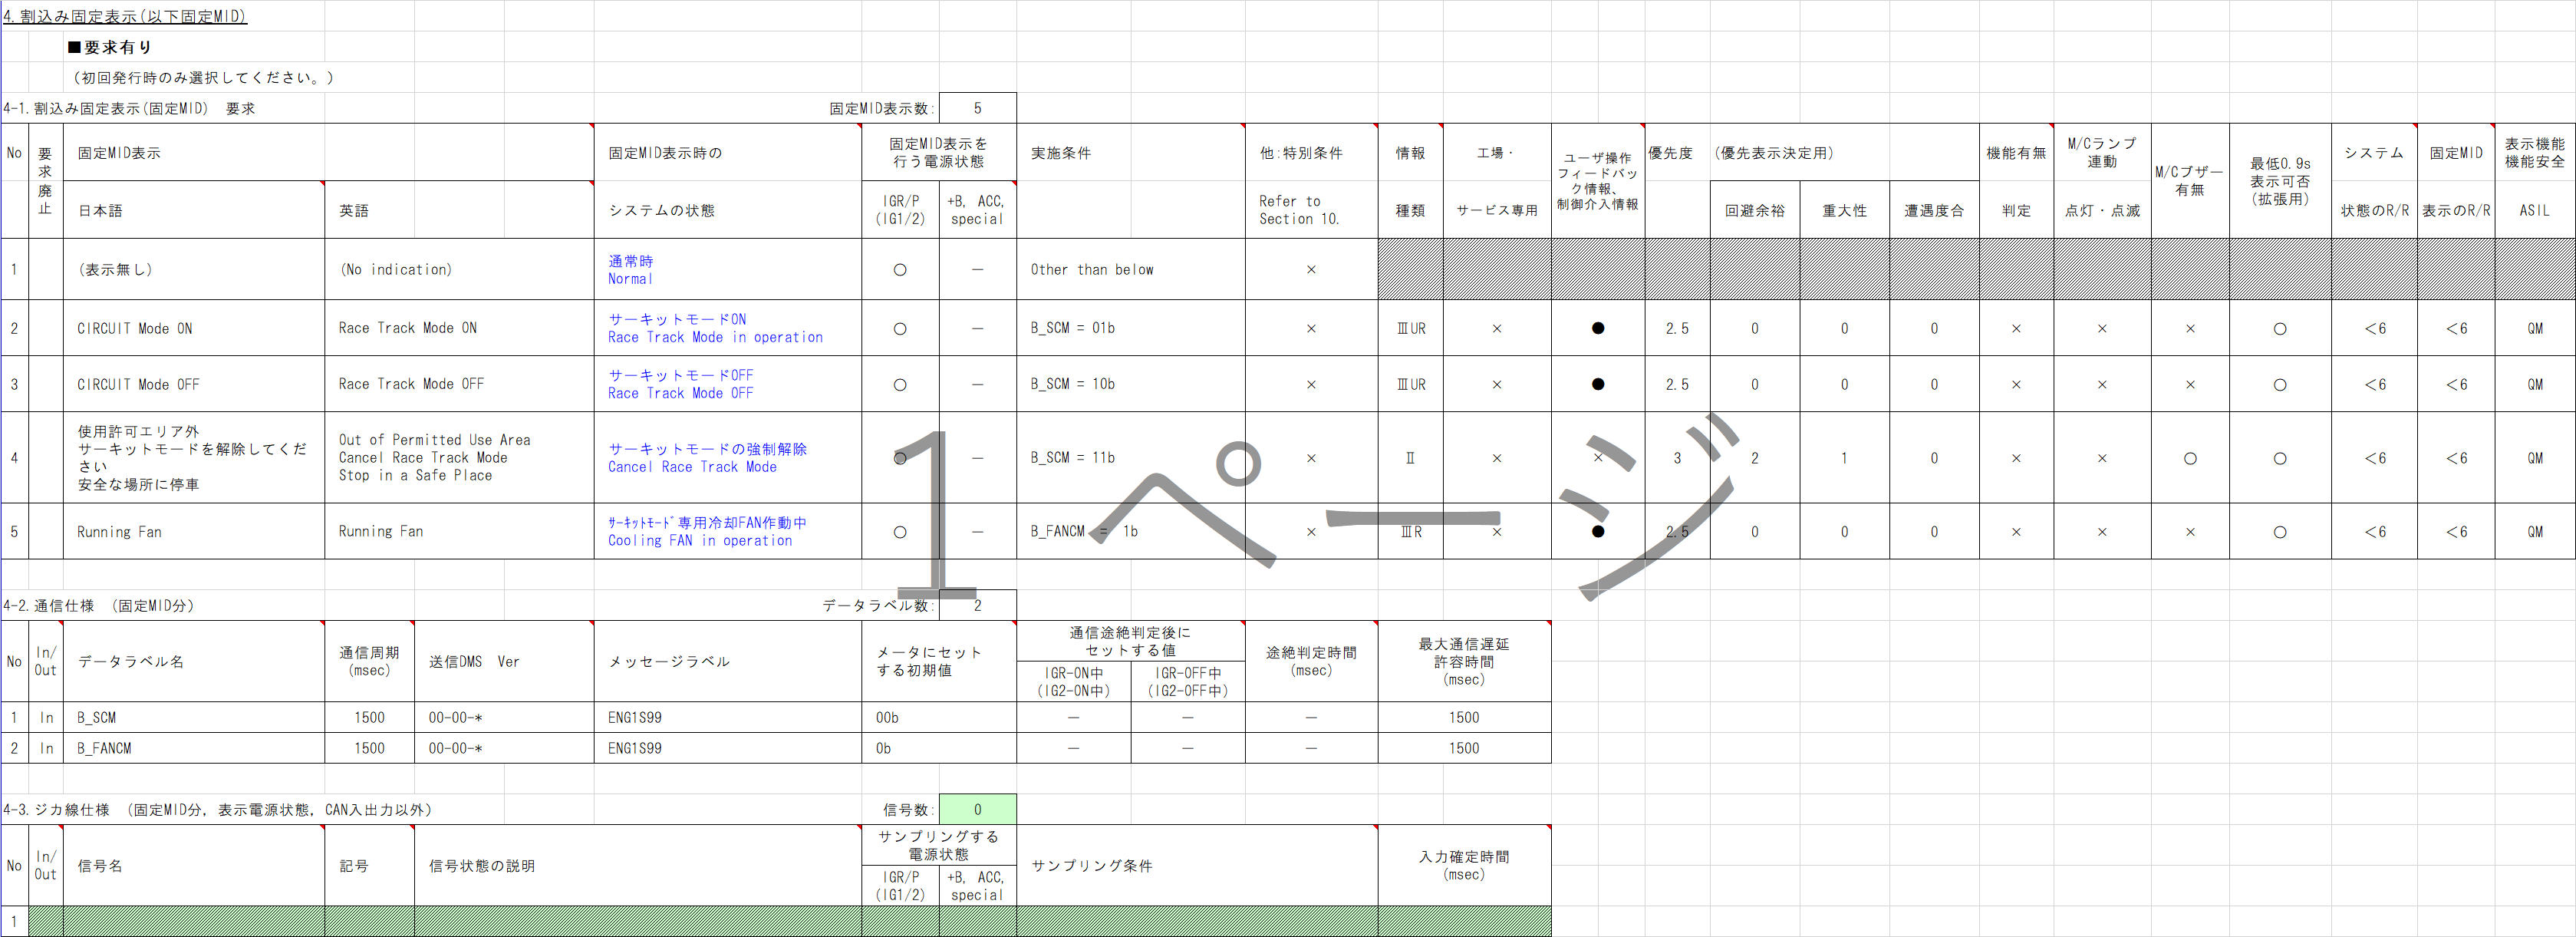 4.割込み固定表示(以下固定MID)
■要求有り
(初回発行時のみ選択してください。)
4-1.割込み固定表示(固定MID) 要求 固定MID表示数: 5
No 要求廃止 固定MID表示 固定MID表示時の 固定MID表示を行う電源状態 実施条件 他:特別条件 情報 工場・ ユーザ操作フィードバック情報、制御介入情報 優先度 (優先表示決定用) 機能有無 M/Cランプ連動 M/Cブザー有無 最低0.9s表示可否(拡張用) システム 固定MID 表示機能機能安全
日本語 英語 システムの状態 IGR/P (IG1/2) +B, ACC, special Refer to Section 10. 種類 サービス専用 回避余裕 重大性 遭遇度合 判定 点灯・点滅 状態のR/R 表示のR/R ASIL
1 (表示無し) (No indication) 通常時 Normal ○ － Other than below ×
2 CIRCUIT Mode ON Race Track Mode ON サーキットモードON Race Track Mode in operation ○ － B_SCM = 01b × ⅢUR × ● 2.5 0 0 0 × × × ○ <6 <6 QM
3 CIRCUIT Mode OFF Race Track Mode OFF サーキットモードOFF Race Track Mode OFF ○ － B_SCM = 10b × ⅢUR × ● 2.5 0 0 0 × × × ○ <6 <6 QM
4 使用許可エリア外 サーキットモードを解除してください 安全な場所に停車 Out of Permitted Use Area Cancel Race Track Mode Stop in a Safe Place サーキットモードの強制解除 Cancel Race Track Mode ○ － B_SCM = 11b × Ⅱ × × 3 2 1 0 × × ○ ○ <6 <6 QM
5 Running Fan Running Fan ｻｰｷｯﾄﾓｰﾄﾞ専用冷却FAN作動中 Cooling FAN in operation ○ － B_FANCM = 1b × ⅢR × ● 2.5 0 0 0 × × × ○ <6 <6 QM
1 ページ
4-2.通信仕様 (固定MID分) データラベル数: 2
No In/Out データラベル名 通信周期 (msec) 送信DMS Ver メッセージラベル メータにセットする初期値 通信途絶判定後にセットする値 途絶判定時間 (msec) 最大通信遅延許容時間 (msec)
IGR-ON中 (IG2-ON中) IGR-OFF中 (IG2-OFF中)
1 In B_SCM 1500 00-00-* ENG1S99 00b － － － 1500
2 In B_FANCM 1500 00-00-* ENG1S99 0b － － － 1500
4-3.ジカ線仕様 (固定MID分, 表示電源状態, CAN入出力以外) 信号数: 0
No In/Out 信号名 記号 信号状態の説明 サンプリングする電源状態 サンプリング条件 入力確定時間 (msec)
IGR/P (IG1/2) +B, ACC, special
1